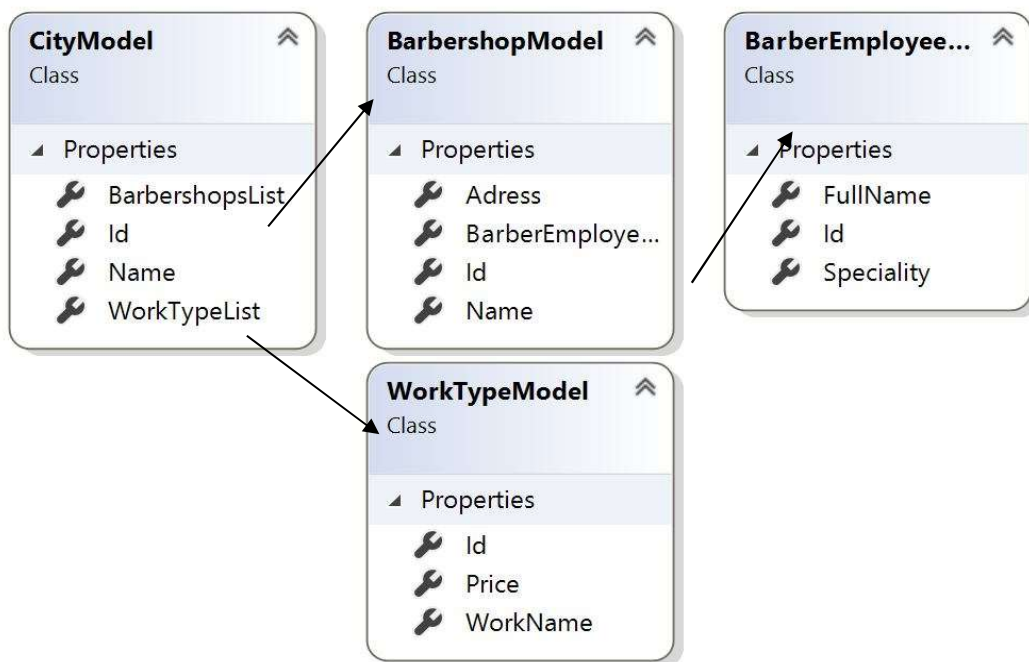 CityModel
Class
Properties
BarbershopsList
Id
Name
WorkTypeList
BarbershopModel
Class
Properties
Adress
BarberEmploye...
Id
Name
BarberEmployee...
Class
Properties
FullName
Id
Speciality
WorkTypeModel
Class
Properties
Id
Price
WorkName